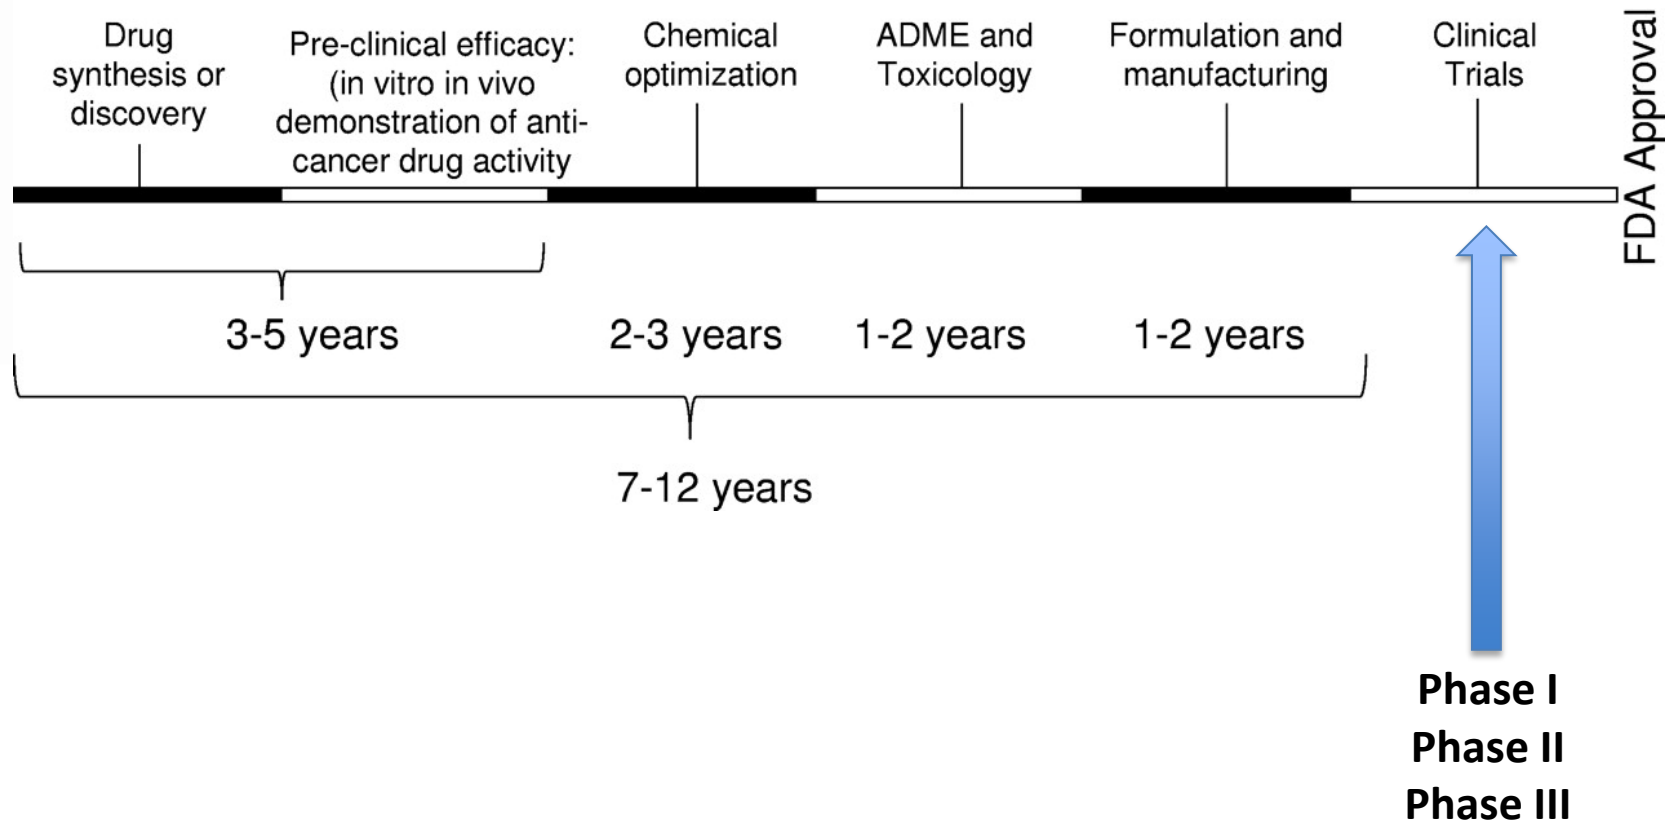 Drug
synthesis or
discovery
Pre-clinical efficacy:
(in vitro in vivo
demonstration of anti-
cancer drug activity
Chemical
optimization
ADME and
Toxicology
Formulation and
manufacturing
Clinical
Trials
FDA Approval
3-5 years
2-3 years
1-2 years
1-2 years
7-12 years
Phase I
Phase II
Phase III